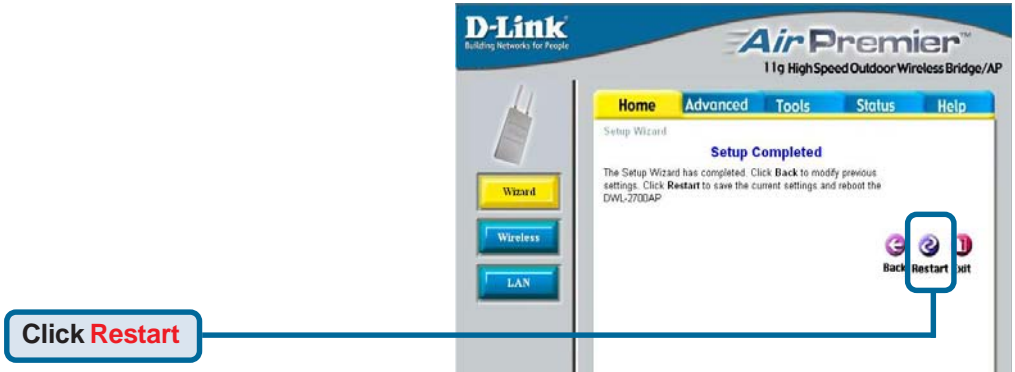 D-Link
Building Networks for People
Air Premier™
11g High Speed Outdoor Wireless Bridge/AP
Home Advanced Tools Status Help
Setup Wizard
Setup Completed
The Setup Wizard has completed. Click Back to modify previous
settings. Click Restart to save the current settings and reboot the
DWL-2700AP
Wizard
Wireless
LAN
Back Restart xit
Click Restart